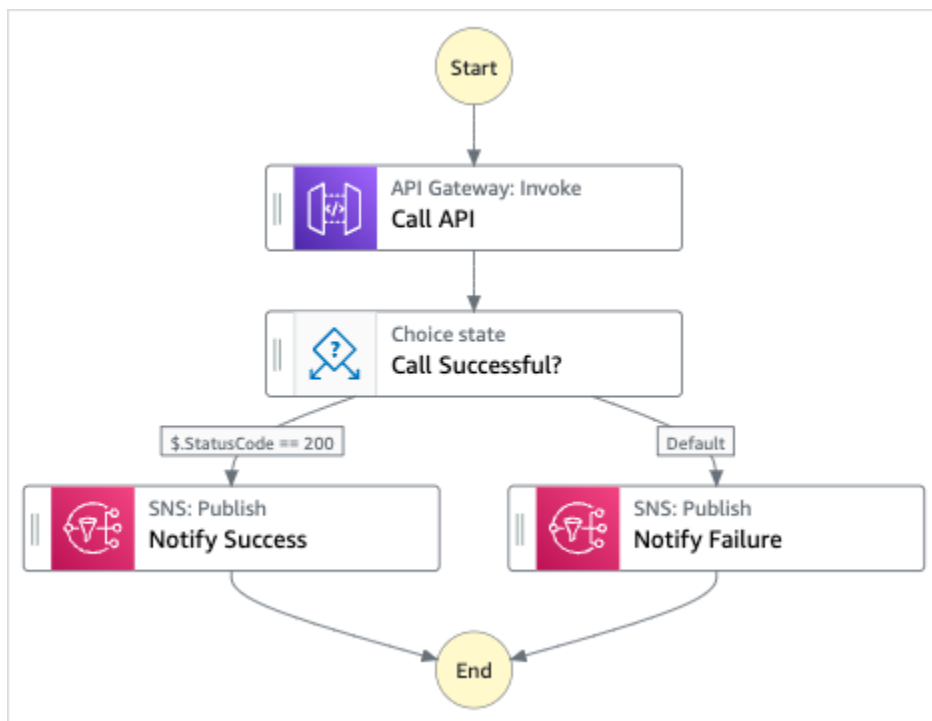 Start
API Gateway: Invoke
Call API
Choice state
Call Successful?
$.StatusCode == 200
Default
SNS: Publish
Notify Success
SNS: Publish
Notify Failure
End